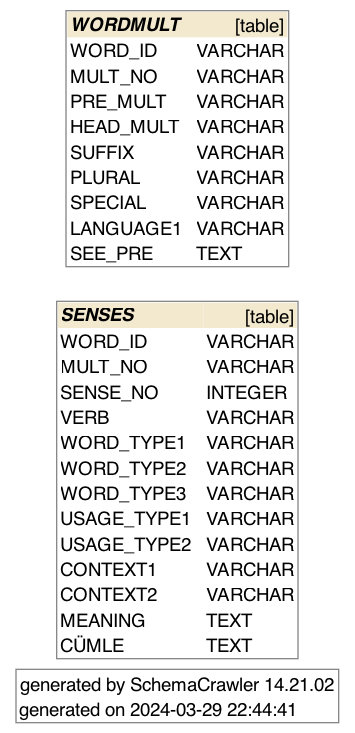 WORDMULT [table]
WORD_ID VARCHAR
MULT_NO VARCHAR
PRE_MULT VARCHAR
HEAD_MULT VARCHAR
SUFFIX VARCHAR
PLURAL VARCHAR
SPECIAL VARCHAR
LANGUAGE1 VARCHAR
SEE_PRE TEXT
SENSES [table]
WORD_ID VARCHAR
MULT_NO VARCHAR
SENSE_NO INTEGER
VERB VARCHAR
WORD_TYPE1 VARCHAR
WORD_TYPE2 VARCHAR
WORD_TYPE3 VARCHAR
USAGE_TYPE1 VARCHAR
USAGE_TYPE2 VARCHAR
CONTEXT1 VARCHAR
CONTEXT2 VARCHAR
MEANING TEXT
CÜMLE TEXT
generated by SchemaCrawler 14.21.02
generated on 2024-03-29 22:44:41